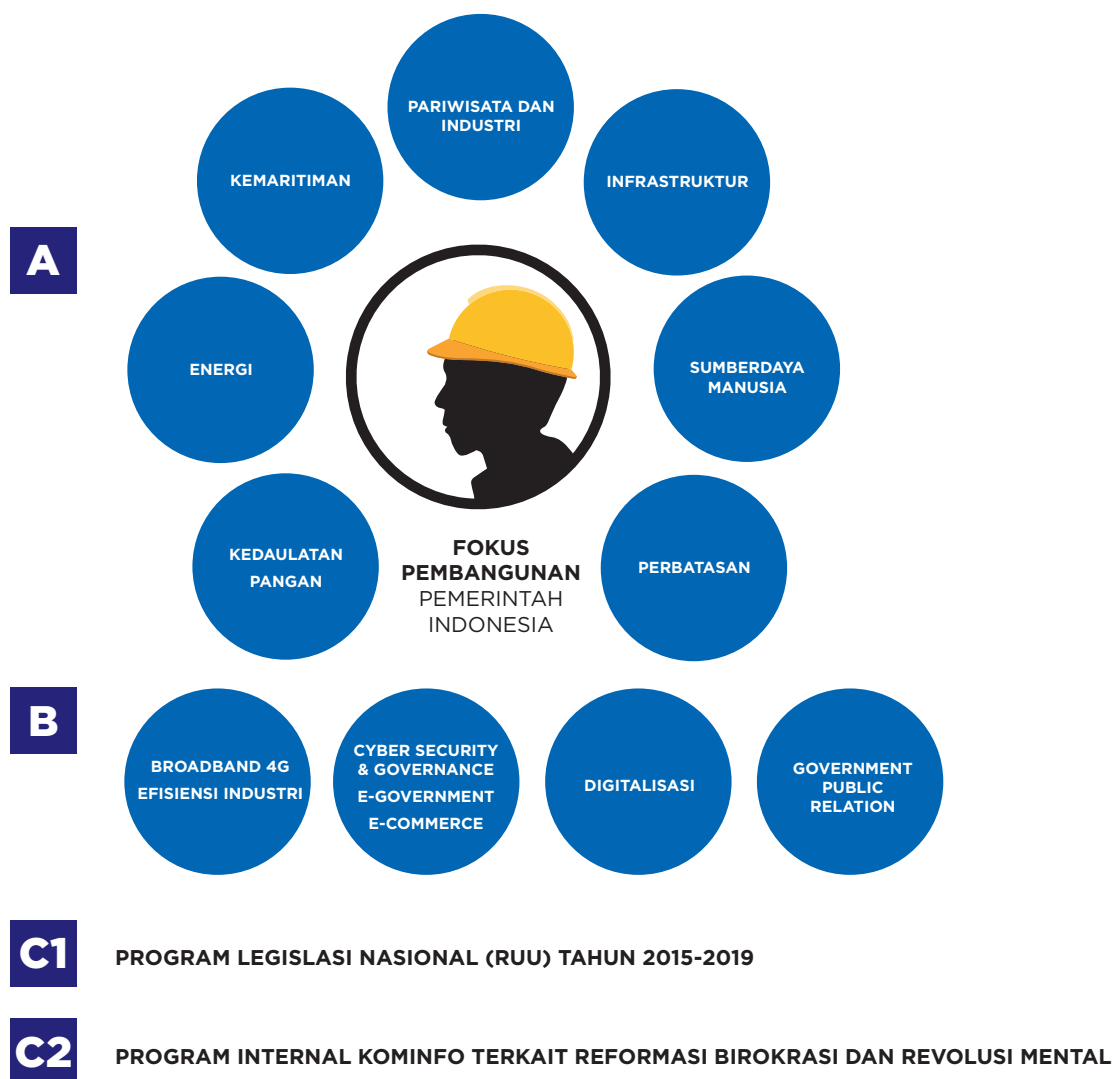 A
PARIWISATA DAN
INDUSTRI
KEMARITIMAN
INFRASTRUKTUR
ENERGI
SUMBERDAYA
MANUSIA
KEDAULATAN
PANGAN
FOKUS
PEMBANGUNAN
PEMERINTAH
INDONESIA
PERBATASAN
B
BROADBAND 4G
EFISIENSI INDUSTRI
CYBER SECURITY
& GOVERNANCE
E-GOVERNMENT
E-COMMERCE
DIGITALISASI
GOVERNMENT
PUBLIC
RELATION
C1
PROGRAM LEGISLASI NASIONAL (RUU) TAHUN 2015-2019
C2
PROGRAM INTERNAL KOMINFO TERKAIT REFORMASI BIROKRASI DAN REVOLUSI MENTAL